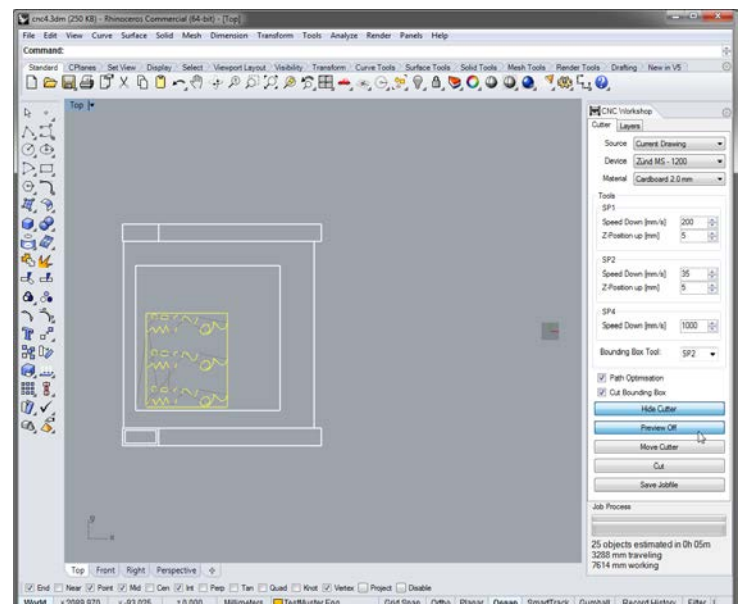 cnc4.3dm (250 KB) - Rhinoceros Commercial (64-bit) - [Top]
File Edit View Curve Surface Solid Mesh Dimension Transform Tools Analyze Render Panels Help
Command:
Standard CPlanes Set View Display Select Viewport Layout Visibility Transform Curve Tools Surface Tools Solid Tools Mesh Tools Render Tools Drafting New in V5
Top
CNC Workshop
Cutter Layers
Source Current Drawing
Device Zünd MS - 1200
Material Cardboard 2.0 mm
Tools
SP1
Speed Down [mm/s] 200
Z-Position up [mm] 5
SP2
Speed Down [mm/s] 35
Z-Position up [mm] 5
SP4
Speed Down [mm/s] 1000
Bounding Box Tool: SP2
Path Optimisation
Cut Bounding Box
Hide Cutter
Preview Off
Move Cutter
Cut
Save Jobfile
Job Process
25 objects estimated in 0h 05m
3288 mm traveling
7614 mm working
y
x
Top Front Right Perspective
End Near Point Mid Cen Int Perp Tan Quad Knot Vertex Project Disable
World x 2089.970 y -93.025 z 0.000 Millimeters Grid Snap Ortho Planar Osnap SmartTrack Gumball Record History Filter